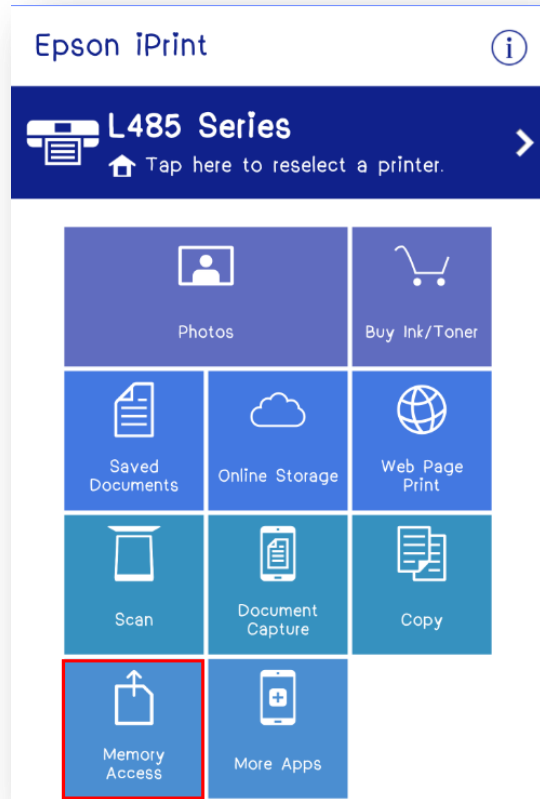 Epson iPrint
i
L485 Series
Tap here to reselect a printer.
Photos
Buy Ink/Toner
Saved
Documents
Online Storage
Web Page
Print
Scan
Document
Capture
Copy
Memory
Access
More Apps